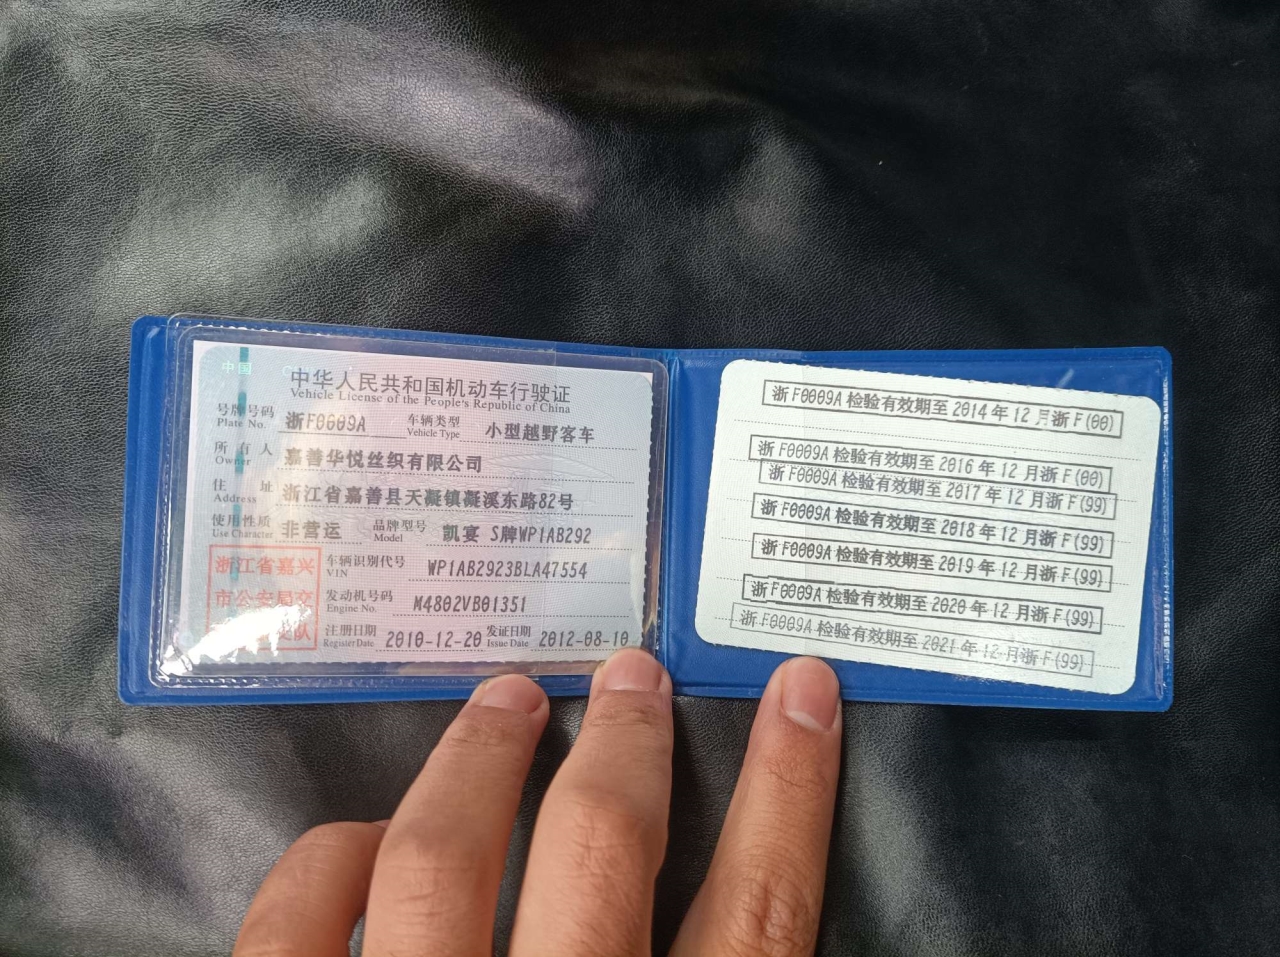 中国
中华人民共和国机动车行驶证
Vehicle License of the People's Republic of China
号牌号码 浙F0009A 车辆类型 小型越野客车
Plate No. Vehicle Type
所有人 嘉善华悦丝织有限公司
Owner
住址 浙江省嘉善县天凝镇凝溪东路82号
Address
使用性质 非营运 品牌型号 凯宴 S牌WP1AB292
Use Character Model
浙江省嘉兴
市公安局交
车辆识别代号 WP1AB2923BLA47554
VIN
发动机号码 M4802VB01351
Engine No.
注册日期 2010-12-20 发证日期 2012-08-10
Register Date Issue Date
浙F0009A 检验有效期至 2014 年 12 月浙 F(00)
浙F0009A 检验有效期至 2016 年 12 月浙 F(00)
浙F0009A 检验有效期至 2017 年 12 月浙 F(99)
浙F0009A 检验有效期至 2018 年 12 月浙 F(99)
浙F0009A 检验有效期至 2019 年 12 月浙 F(99)
浙F0009A 检验有效期至 2020 年 12 月浙 F(99)
浙F0009A 检验有效期至 2021 年 12 月浙 F(99)